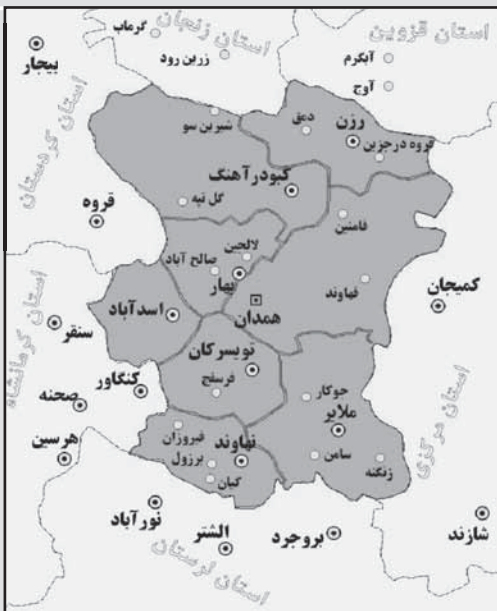 استان زنجان
گرماب
زرین رود
استان قزوین
آبگرم
آوج
بیجار
استان کردستان
شیرین سو
دمق
رزن
قروه درجزین
کبودرآهنگ
گل تپه
فامنین
قروه
لالجین
صالح آباد
بهار
قهاوند
همدان
کمیجان
استان کرمانشاه
اسدآباد
سنقر
تویسرکان
فرسفج
جوکار
ملایر
کنگاور
صحنه
هرسین
فیروزان
نهاوند
برزول
کیان
سامن
زنگنه
استان مرکزی
نورآباد
الشتر
بروجرد
شازند
استان لرستان